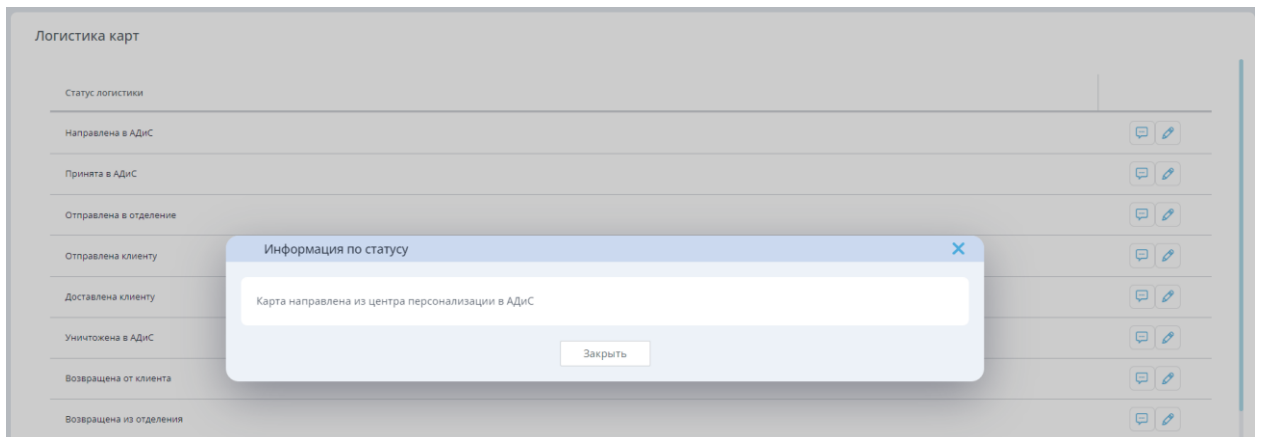 Логистика карт
Статус логистики
Направлена в АДиС
Принята в АДиС
Отправлена в отделение
Отправлена клиенту
Доставлена клиенту
Уничтожена в АДиС
Возвращена от клиента
Возвращена из отделения
Информация по статусу
Карта направлена из центра персонализации в АДиС
Закрыть